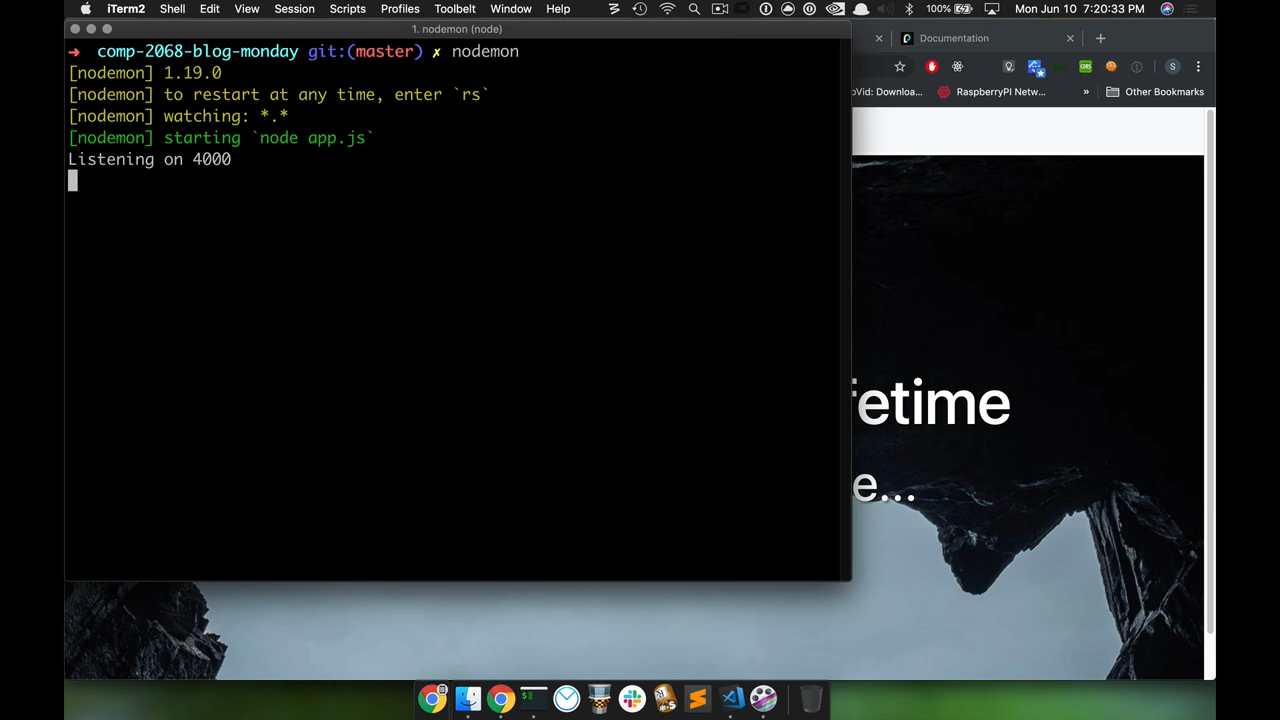 iTerm2 Shell Edit View Session Scripts Profiles Toolbelt Window Help 100% Mon Jun 10 7:20:33 PM
1. nodemon (node)
Documentation
➜ comp-2068-blog-monday git:(master) ✗ nodemon
[nodemon] 1.19.0
[nodemon] to restart at any time, enter `rs`
[nodemon] watching: *.*
[nodemon] starting `node app.js`
Listening on 4000
CORS
S
oVid: Downloa...
RaspberryPI Netw...
» Other Bookmarks
fetime
e...